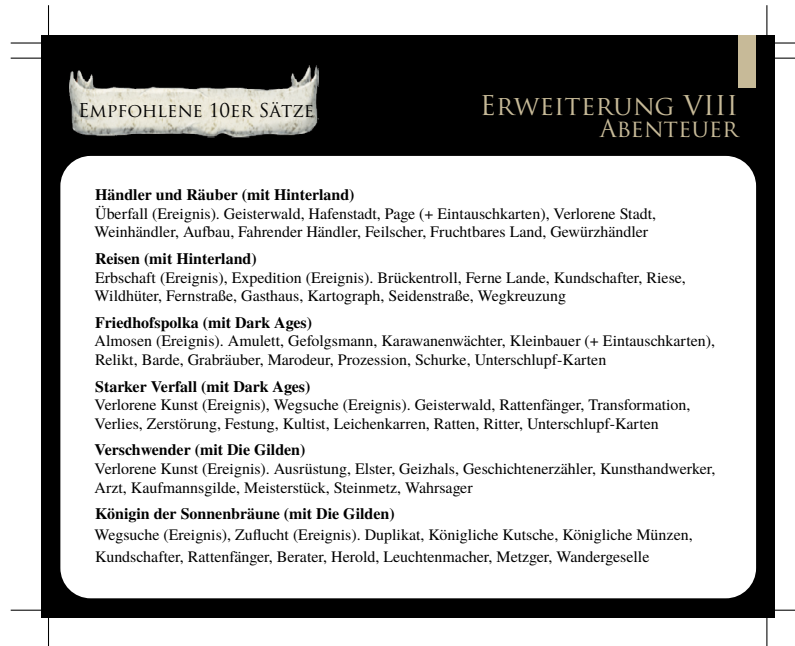 Empfohlene 10er Sätze
Erweiterung VIII
Abenteuer
Händler und Räuber (mit Hinterland)
Überfall (Ereignis). Geisterwald, Hafenstadt, Page (+ Eintauschkarten), Verlorene Stadt,
Weinhändler, Aufbau, Fahrender Händler, Feilscher, Fruchtbares Land, Gewürzhändler
Reisen (mit Hinterland)
Erbschaft (Ereignis), Expedition (Ereignis). Brückentroll, Ferne Lande, Kundschafter, Riese,
Wildhüter, Fernstraße, Gasthaus, Kartograph, Seidenstraße, Wegkreuzung
Friedhofspolka (mit Dark Ages)
Almosen (Ereignis). Amulett, Gefolgsmann, Karawanenwächter, Kleinbauer (+ Eintauschkarten),
Relikt, Barde, Grabräuber, Marodeur, Prozession, Schurke, Unterschlupf-Karten
Starker Verfall (mit Dark Ages)
Verlorene Kunst (Ereignis), Wegsuche (Ereignis). Geisterwald, Rattenfänger, Transformation,
Verlies, Zerstörung, Festung, Kultist, Leichenkarren, Ratten, Ritter, Unterschlupf-Karten
Verschwender (mit Die Gilden)
Verlorene Kunst (Ereignis). Ausrüstung, Elster, Geizhals, Geschichtenerzähler, Kunsthandwerker,
Arzt, Kaufmannsgilde, Meisterstück, Steinmetz, Wahrsager
Königin der Sonnenbräune (mit Die Gilden)
Wegsuche (Ereignis), Zuflucht (Ereignis). Duplikat, Königliche Kutsche, Königliche Münzen,
Kundschafter, Rattenfänger, Berater, Herold, Leuchtenmacher, Metzger, Wandergeselle